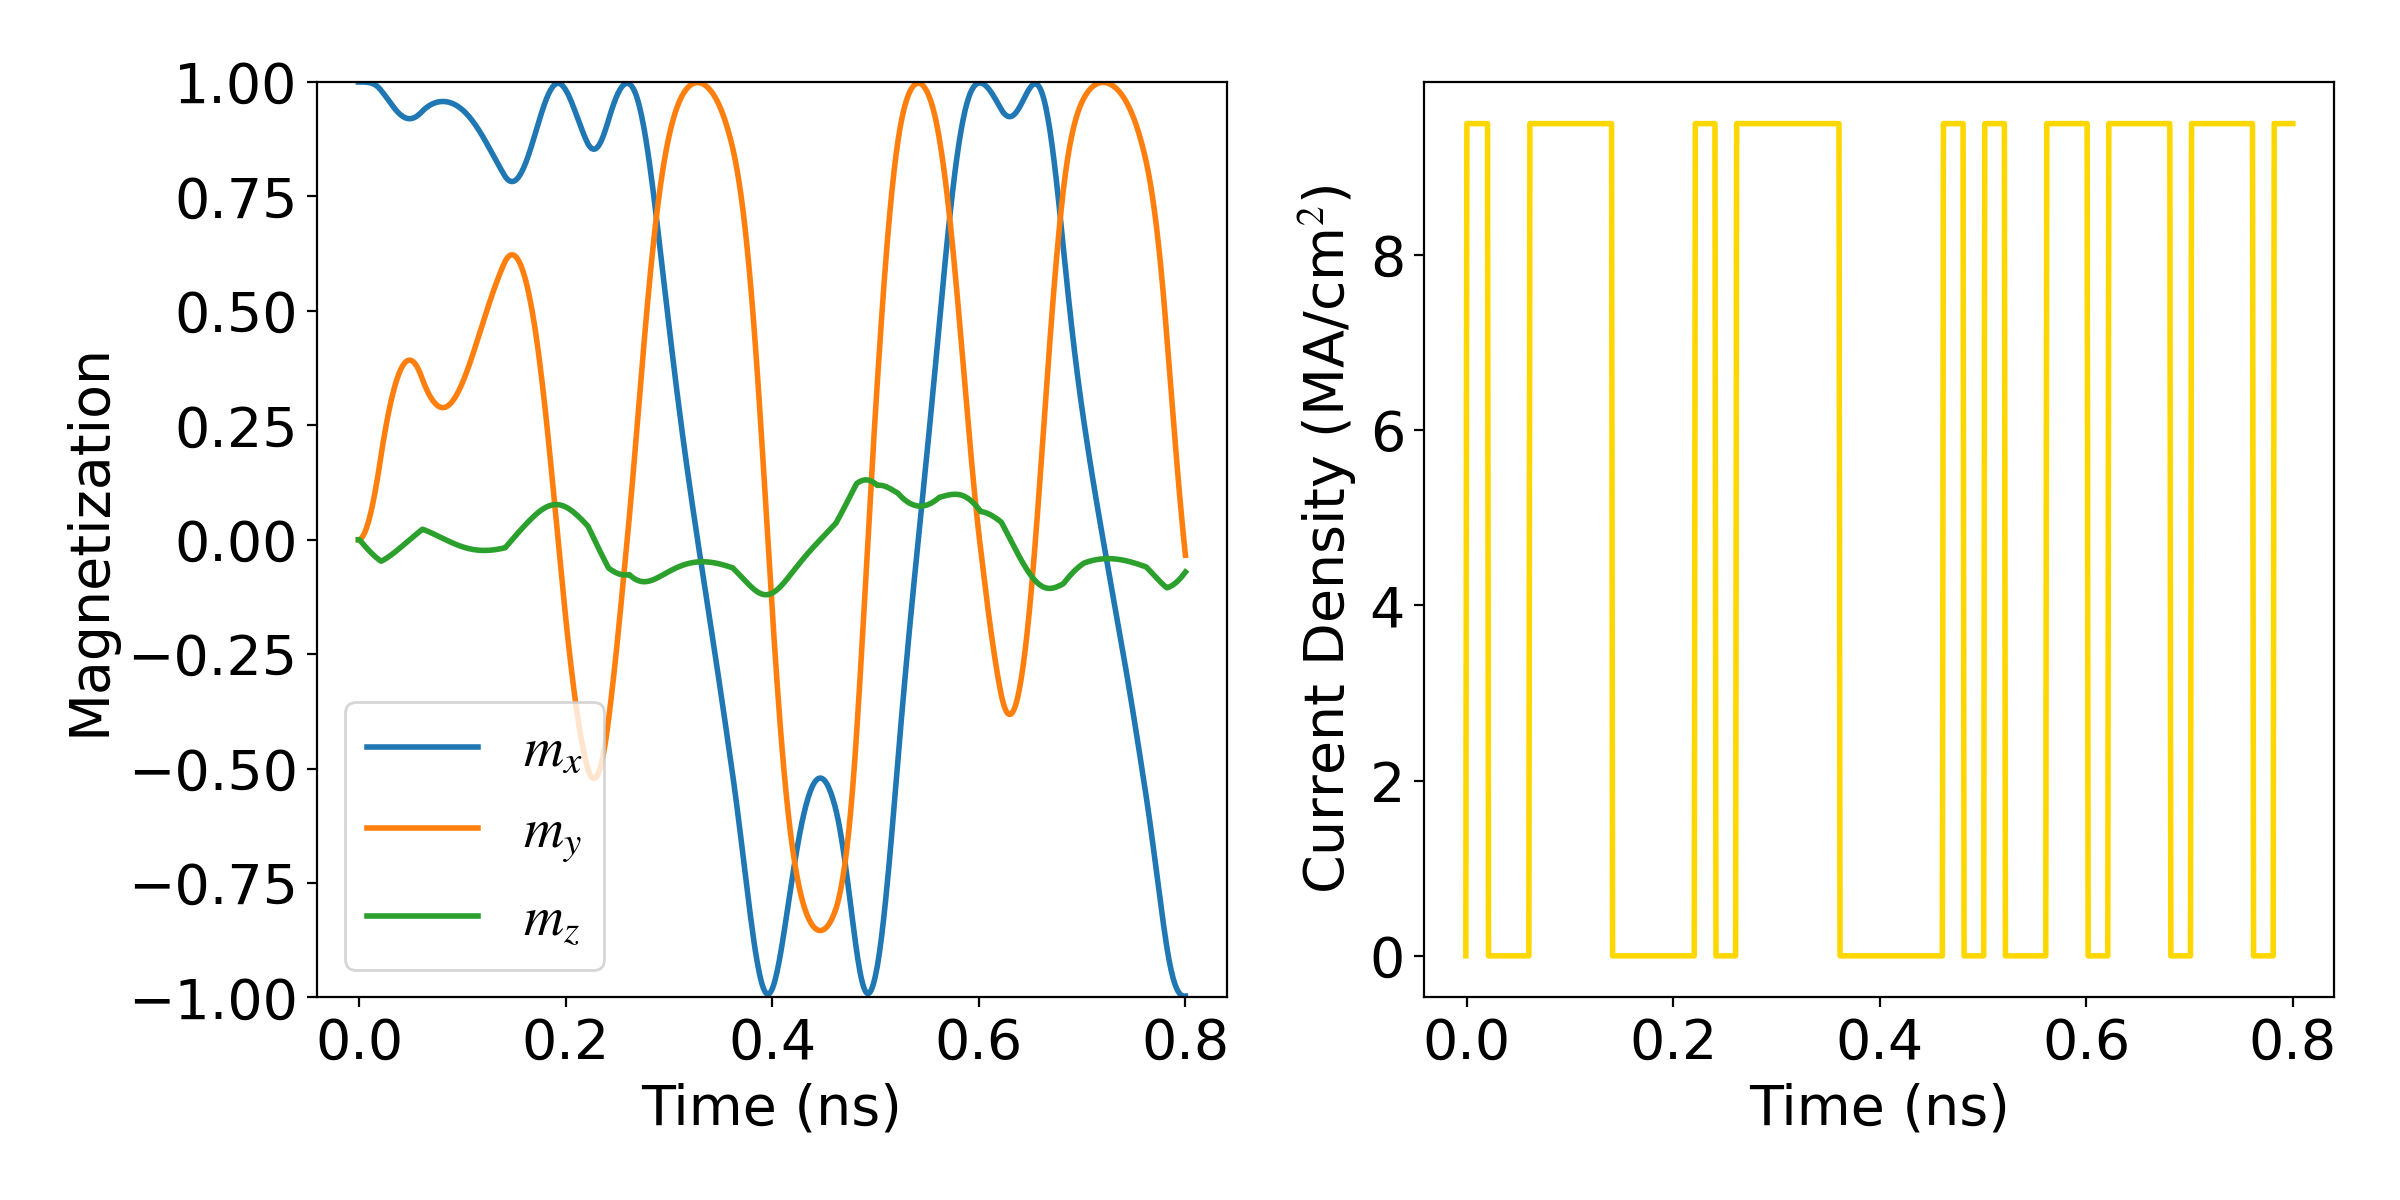 1.00
0.75
0.50
0.25
0.00
−0.25
−0.50
−0.75
−1.00
Magnetization
m_x
m_y
m_z
0.0 0.2 0.4 0.6 0.8
Time (ns)
8
6
4
2
0
Current Density (MA/cm²)
0.0 0.2 0.4 0.6 0.8
Time (ns)